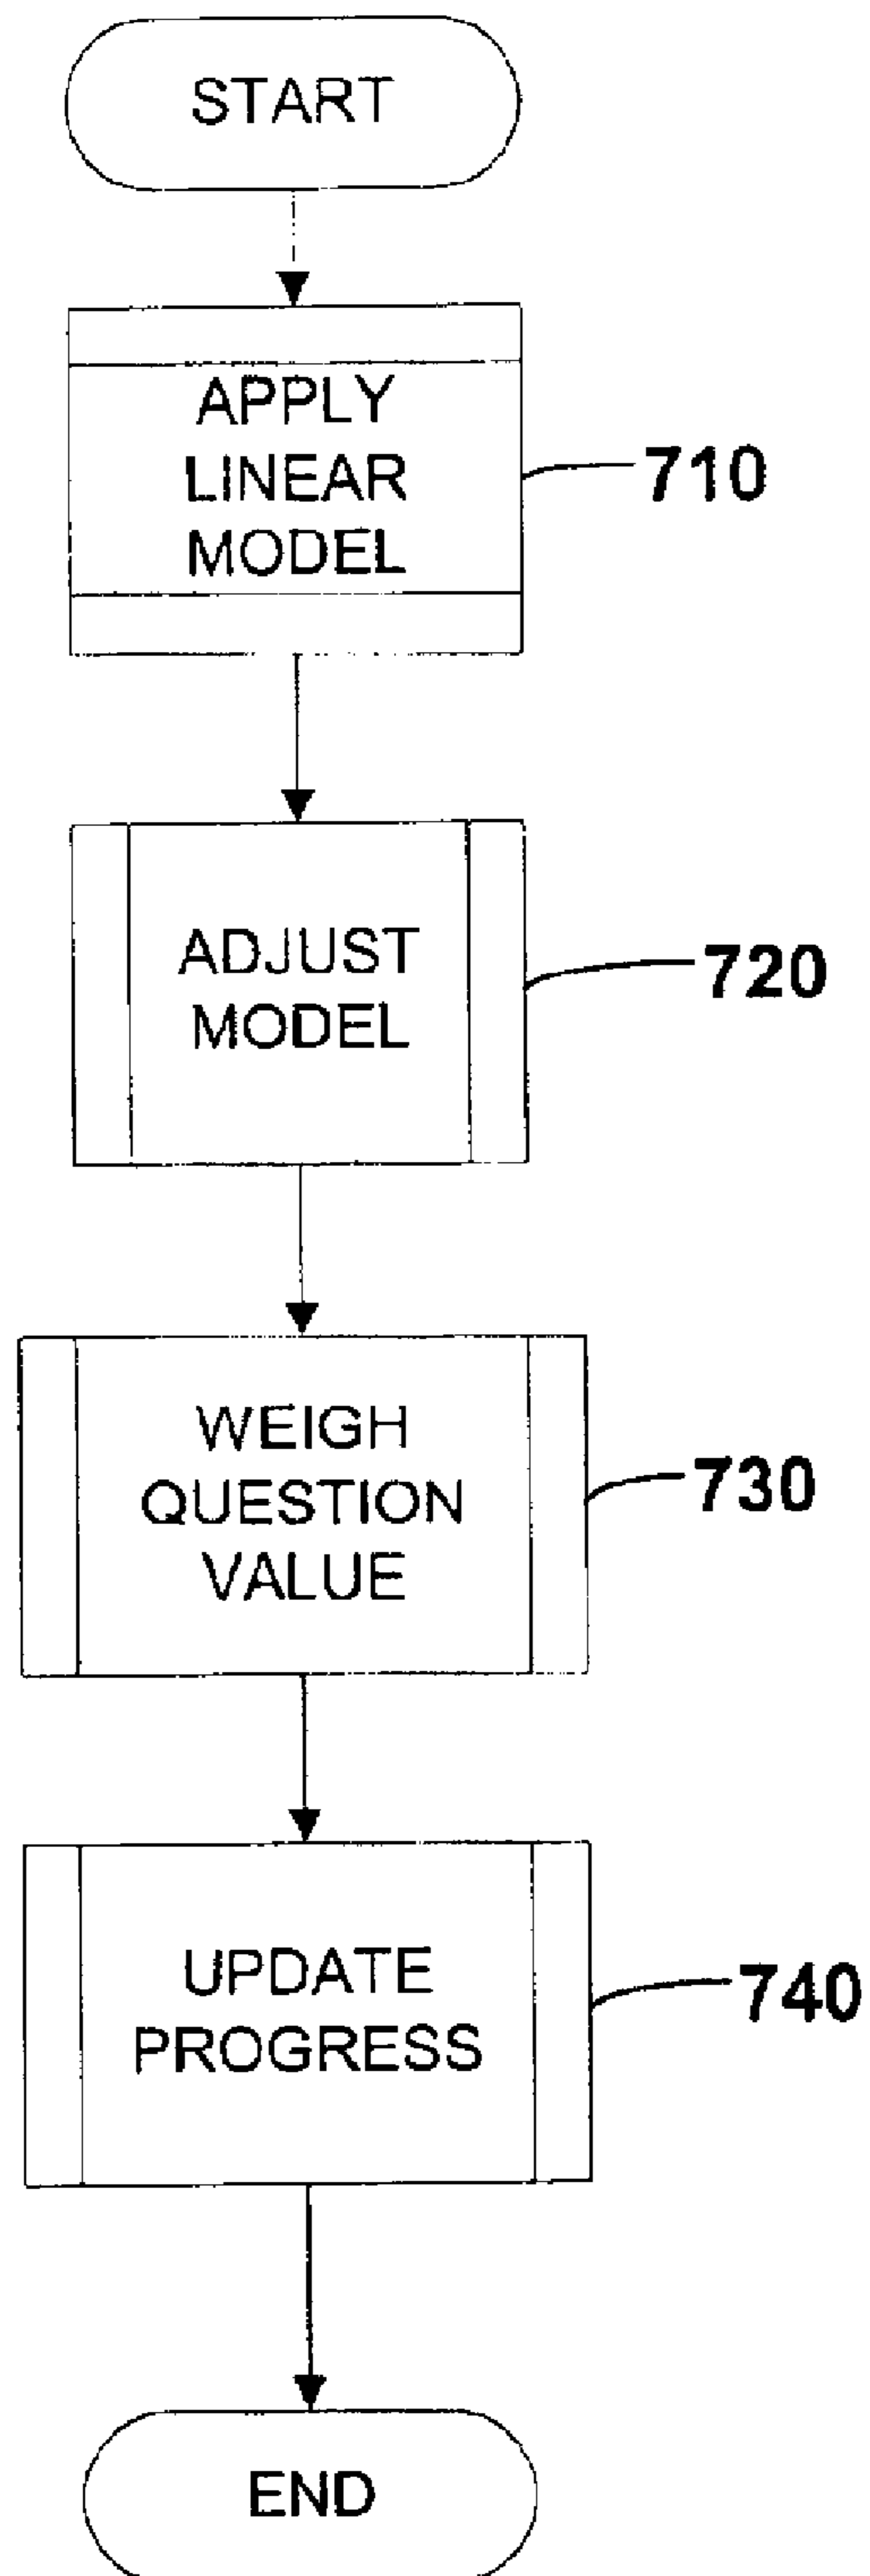 START
APPLY
LINEAR
MODEL
710
ADJUST
MODEL
720
WEIGH
QUESTION
VALUE
730
UPDATE
PROGRESS
740
END